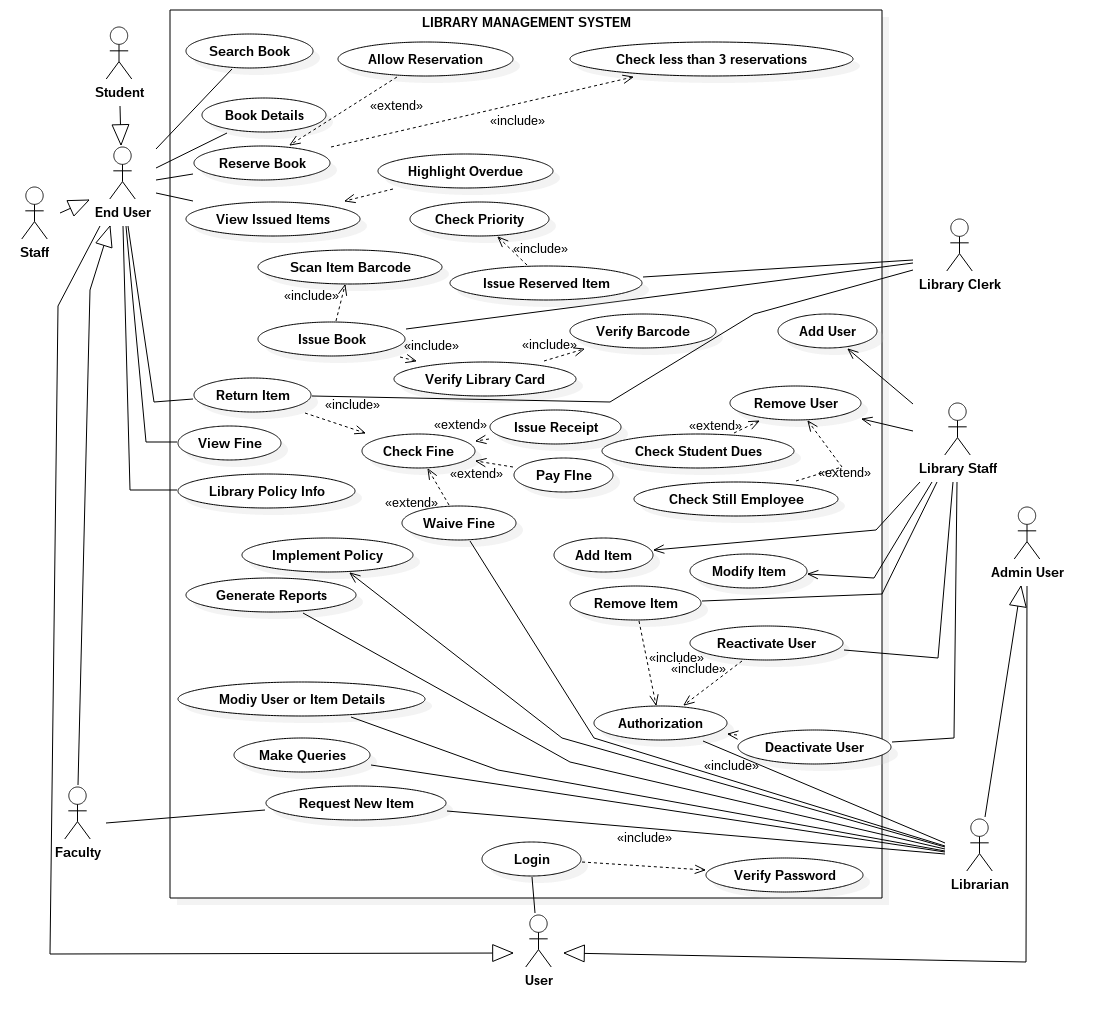 LIBRARY MANAGEMENT SYSTEM
Search Book
Allow Reservation
Check less than 3 reservations
Student
«extend»
Book Details
«include»
Reserve Book
Highlight Overdue
End User
View Issued Items
Check Priority
Staff
«include»
Scan Item Barcode
Issue Reserved Item
Library Clerk
«include»
Issue Book
Verify Barcode
Add User
«include»
«include»
Verify Library Card
Return Item
«include»
Remove User
«extend»
Issue Receipt
«extend»
View Fine
Check Fine
Check Student Dues
Library Staff
«extend»
Pay FIne
«extend»
Library Policy Info
Check Still Employee
«extend»
Waive Fine
Implement Policy
Add Item
Modify Item
Admin User
Generate Reports
Remove Item
Reactivate User
«include»
«include»
Modiy User or Item Details
Authorization
Deactivate User
Make Queries
«include»
Request New Item
«include»
Faculty
Login
Verify Password
Librarian
User